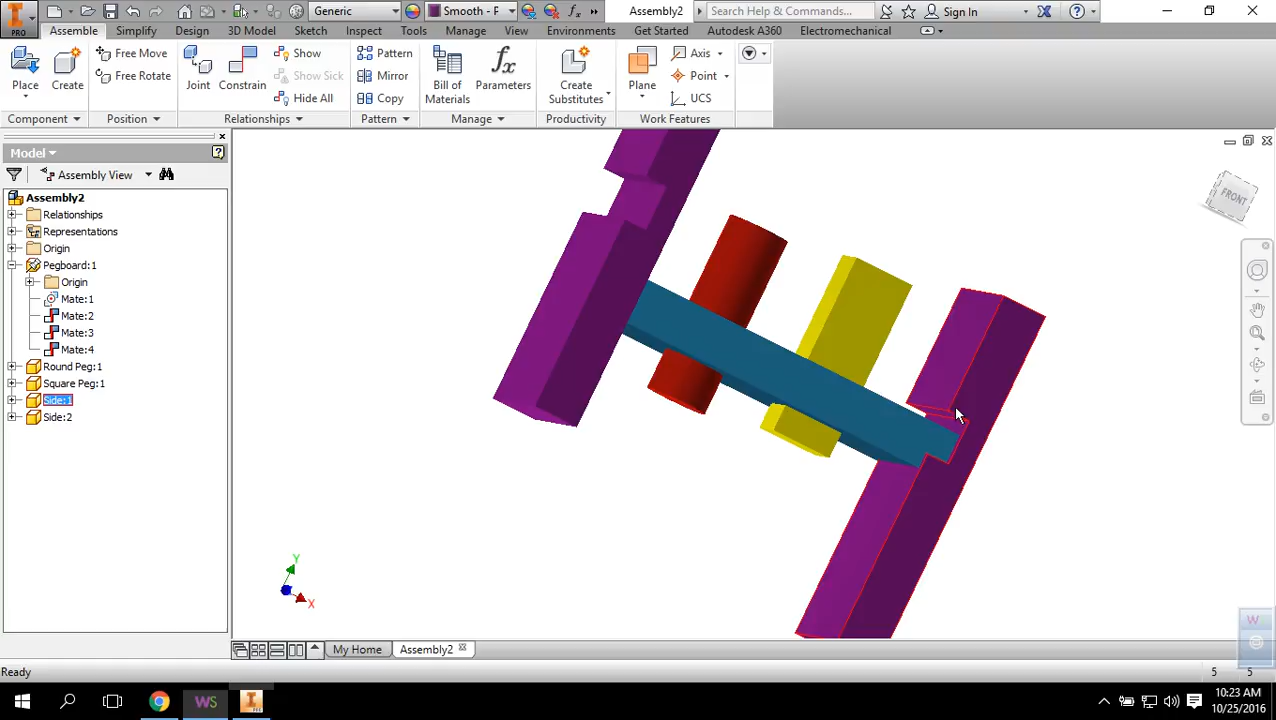 Generic
Smooth - F
Assembly2
Search Help & Commands...
Sign In
PRO
Assemble Simplify Design 3D Model Sketch Inspect Tools Manage View Environments Get Started Autodesk A360 Electromechanical
Place
Create
Free Move
Free Rotate
Joint
Constrain
Show
Show Sick
Hide All
Pattern
Mirror
Copy
Bill of
Materials
Parameters
Create
Substitutes
Plane
Axis
Point
UCS
Component
Position
Relationships
Pattern
Manage
Productivity
Work Features
Model
Assembly View
Assembly2
Relationships
Representations
Origin
Pegboard:1
Origin
Mate:1
Mate:2
Mate:3
Mate:4
Round Peg:1
Square Peg:1
Side:1
Side:2
FRONT
Y
X
W
My Home
Assembly2
Ready
5 5
WS
PRO
10:23 AM
10/25/2016